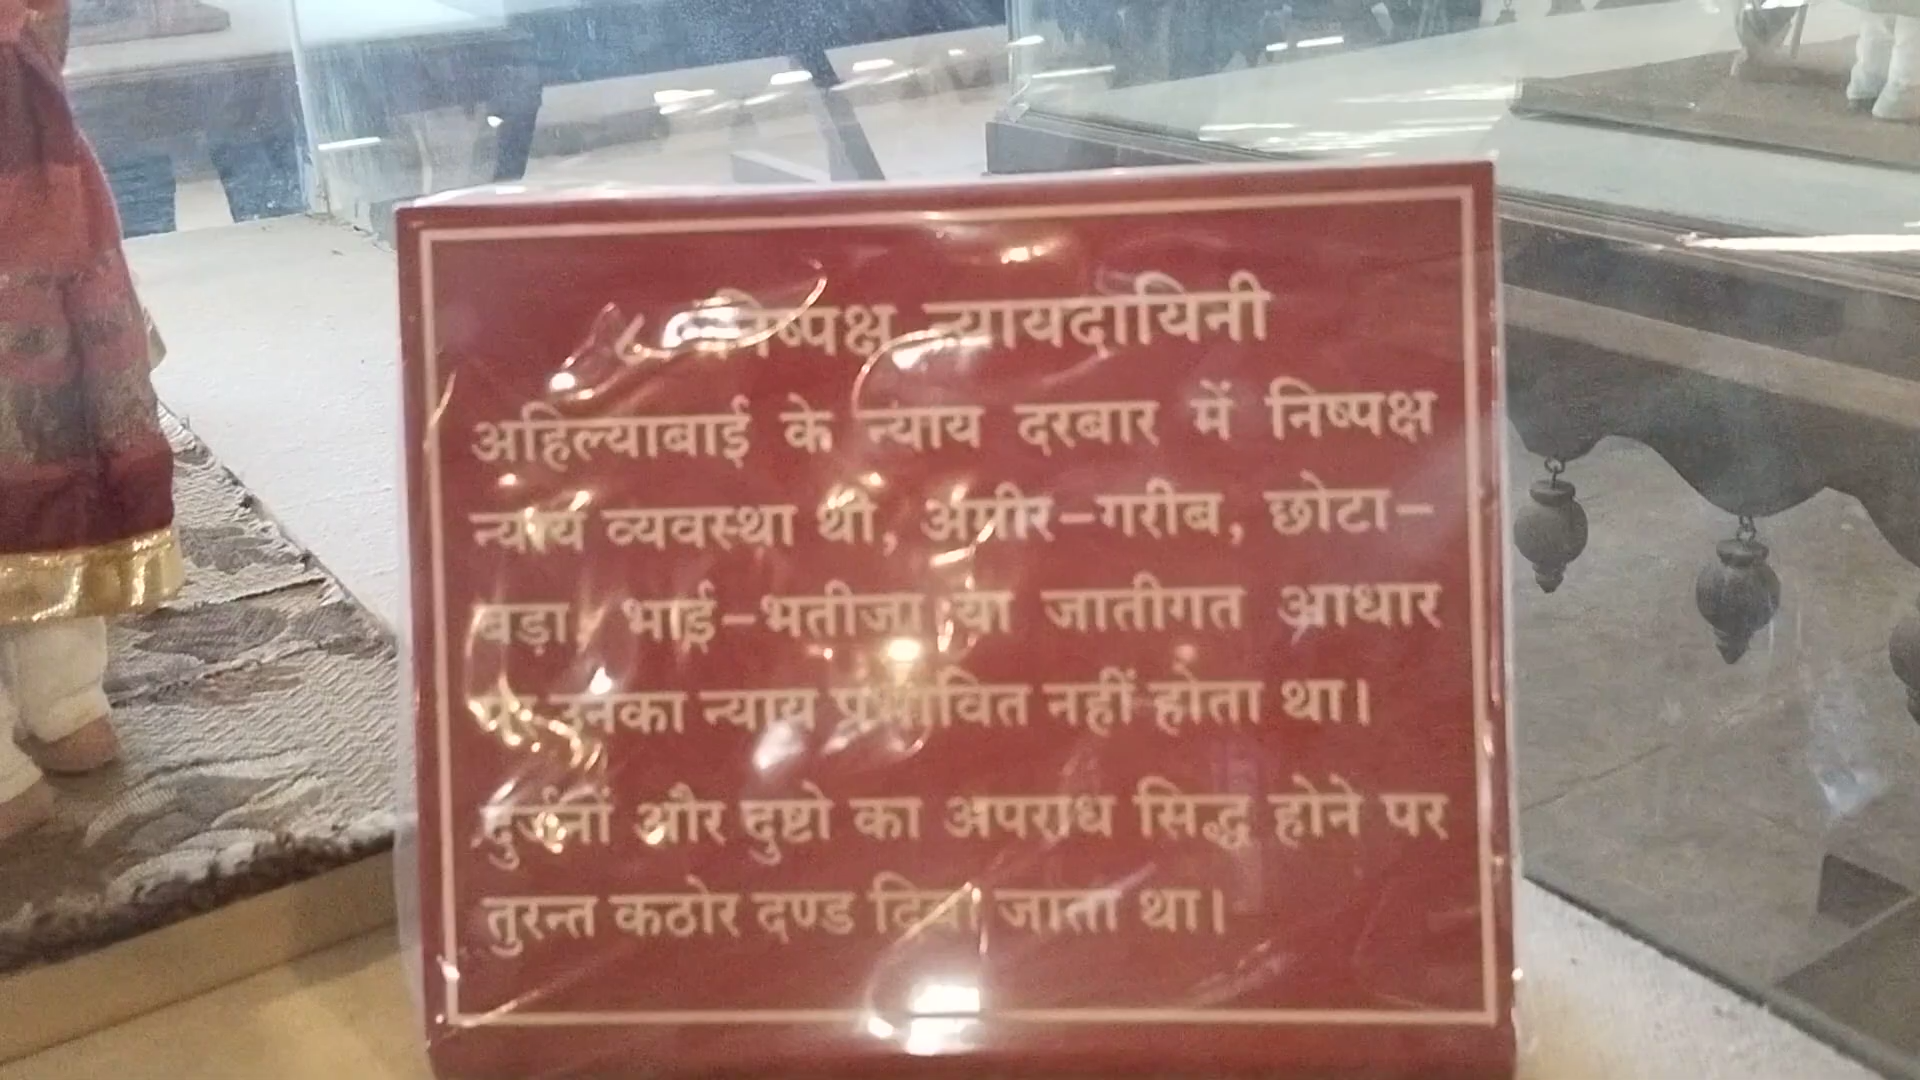 ८. निष्पक्ष न्यायदायिनी
अहिल्याबाई के न्याय दरबार में निष्पक्ष
न्याय व्यवस्था थी, अमीर-गरीब, छोटा-
बड़ा, भाई-भतीजा या जातीगत आधार
पर उनका न्याय प्रभावित नहीं होता था।
दुर्जनों और दुष्टो का अपराध सिद्ध होने पर
तुरन्त कठोर दण्ड दिया जाता था।